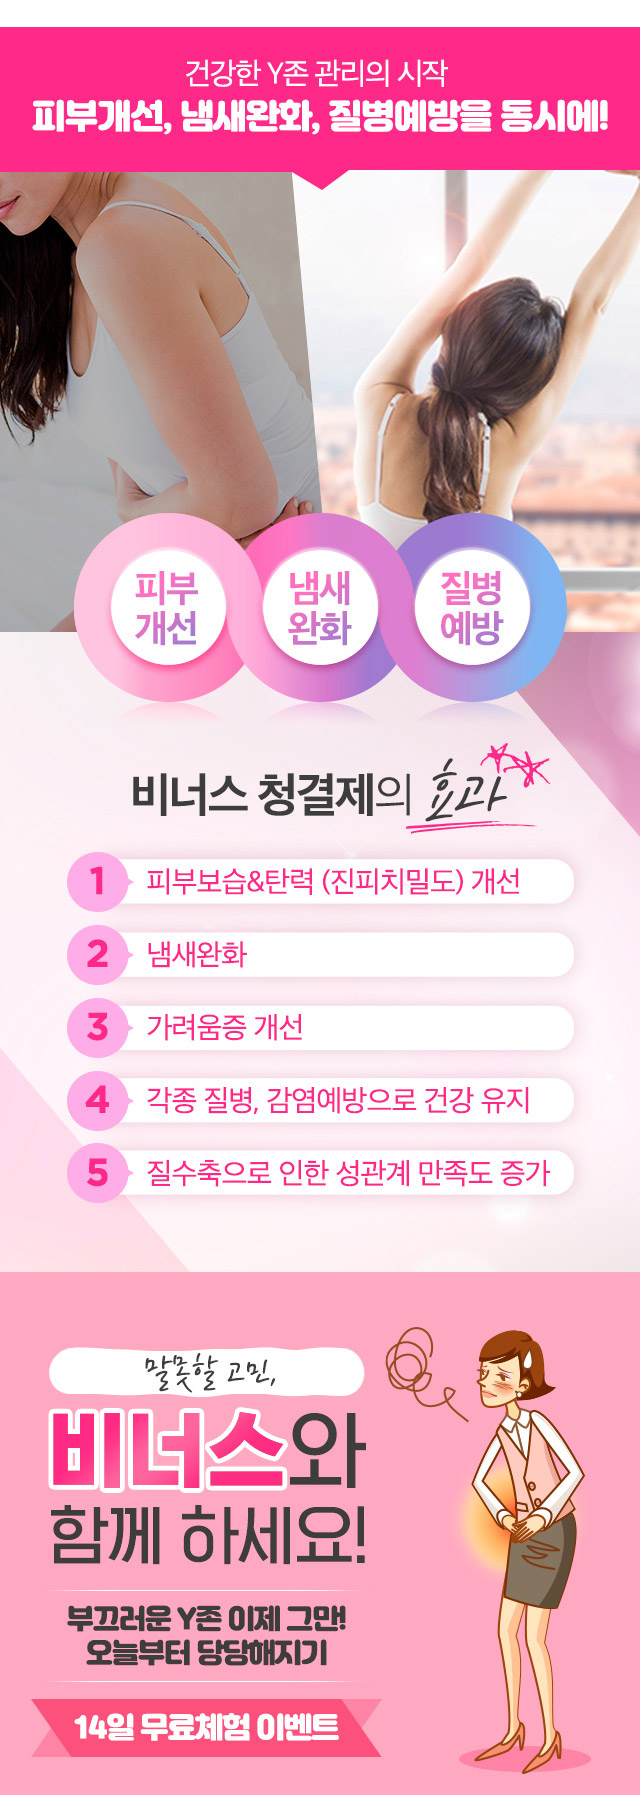 건강한 Y존 관리의 시작
피부개선, 냄새완화, 질병예방을 동시에!
피부
개선
냄새
완화
질병
예방
비너스 청결제의 효과
1 피부보습&탄력 (진피치밀도) 개선
2 냄새완화
3 가려움증 개선
4 각종 질병, 감염예방으로 건강 유지
5 질수축으로 인한 성관계 만족도 증가
말못할 고민,
비너스와
함께 하세요!
부끄러운 Y존 이제 그만!
오늘부터 당당해지기
14일 무료체험 이벤트